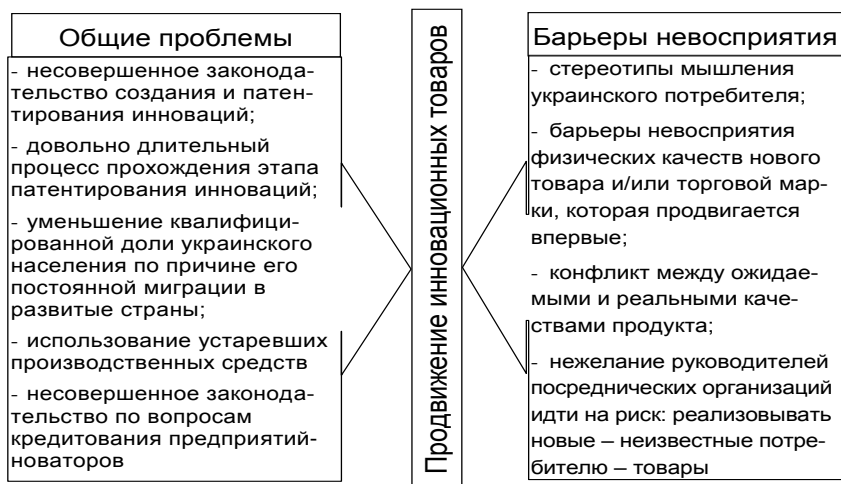 Общие проблемы
- несовершенное законода-
тельство создания и патен-
тирования инноваций;
- довольно длительный
процесс прохождения этапа
патентирования инноваций;
- уменьшение квалифици-
рованной доли украинского
населения по причине его
постоянной миграции в
развитые страны;
- использование устаревших
производственных средств
- несовершенное законода-
тельство по вопросам
кредитования предприятий-
новаторов
Продвижение инновационных товаров
Барьеры невосприятия
- стереотипы мышления
украинского потребителя;
- барьеры невосприятия
физических качеств нового
товара и/или торговой мар-
ки, которая продвигается
впервые;
- конфликт между ожидае-
мыми и реальными каче-
ствами продукта;
- нежелание руководителей
посреднических организаций
идти на риск: реализовывать
новые – неизвестные потре-
бителю – товары